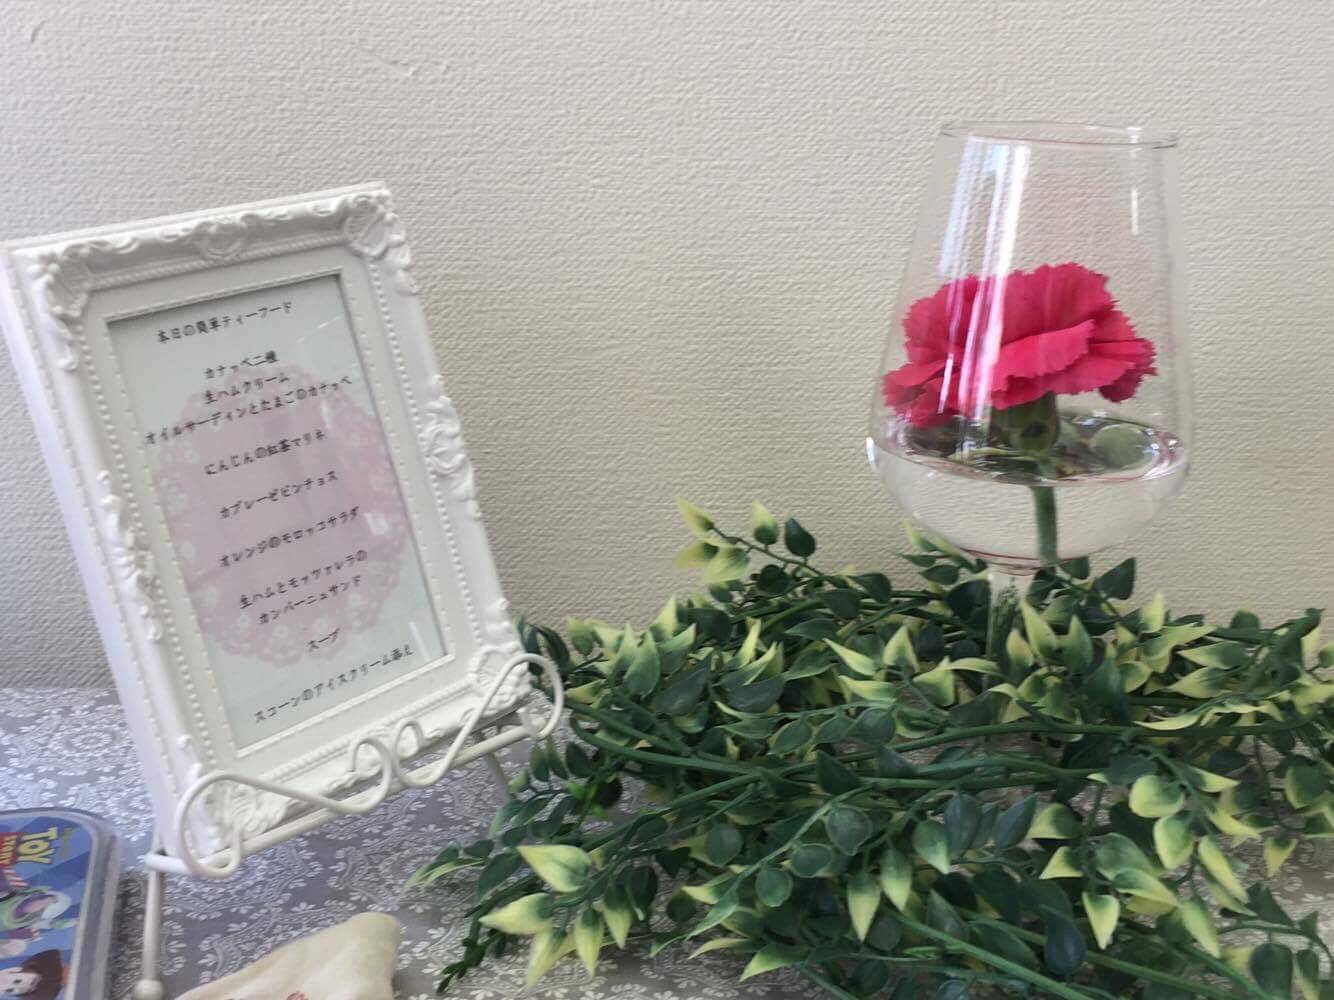 本日の簡単ティーフード
カナッペ二種
生ハムクリーム
オイルサーディンとたまごのカナッペ
にんじんの紅茶マリネ
カプレーゼピンチョス
オレンジのモロッコサラダ
生ハムとモッツァレラの
カンパーニュサンド
スープ
スコーンのアイスクリーム添え
TOY
STORY